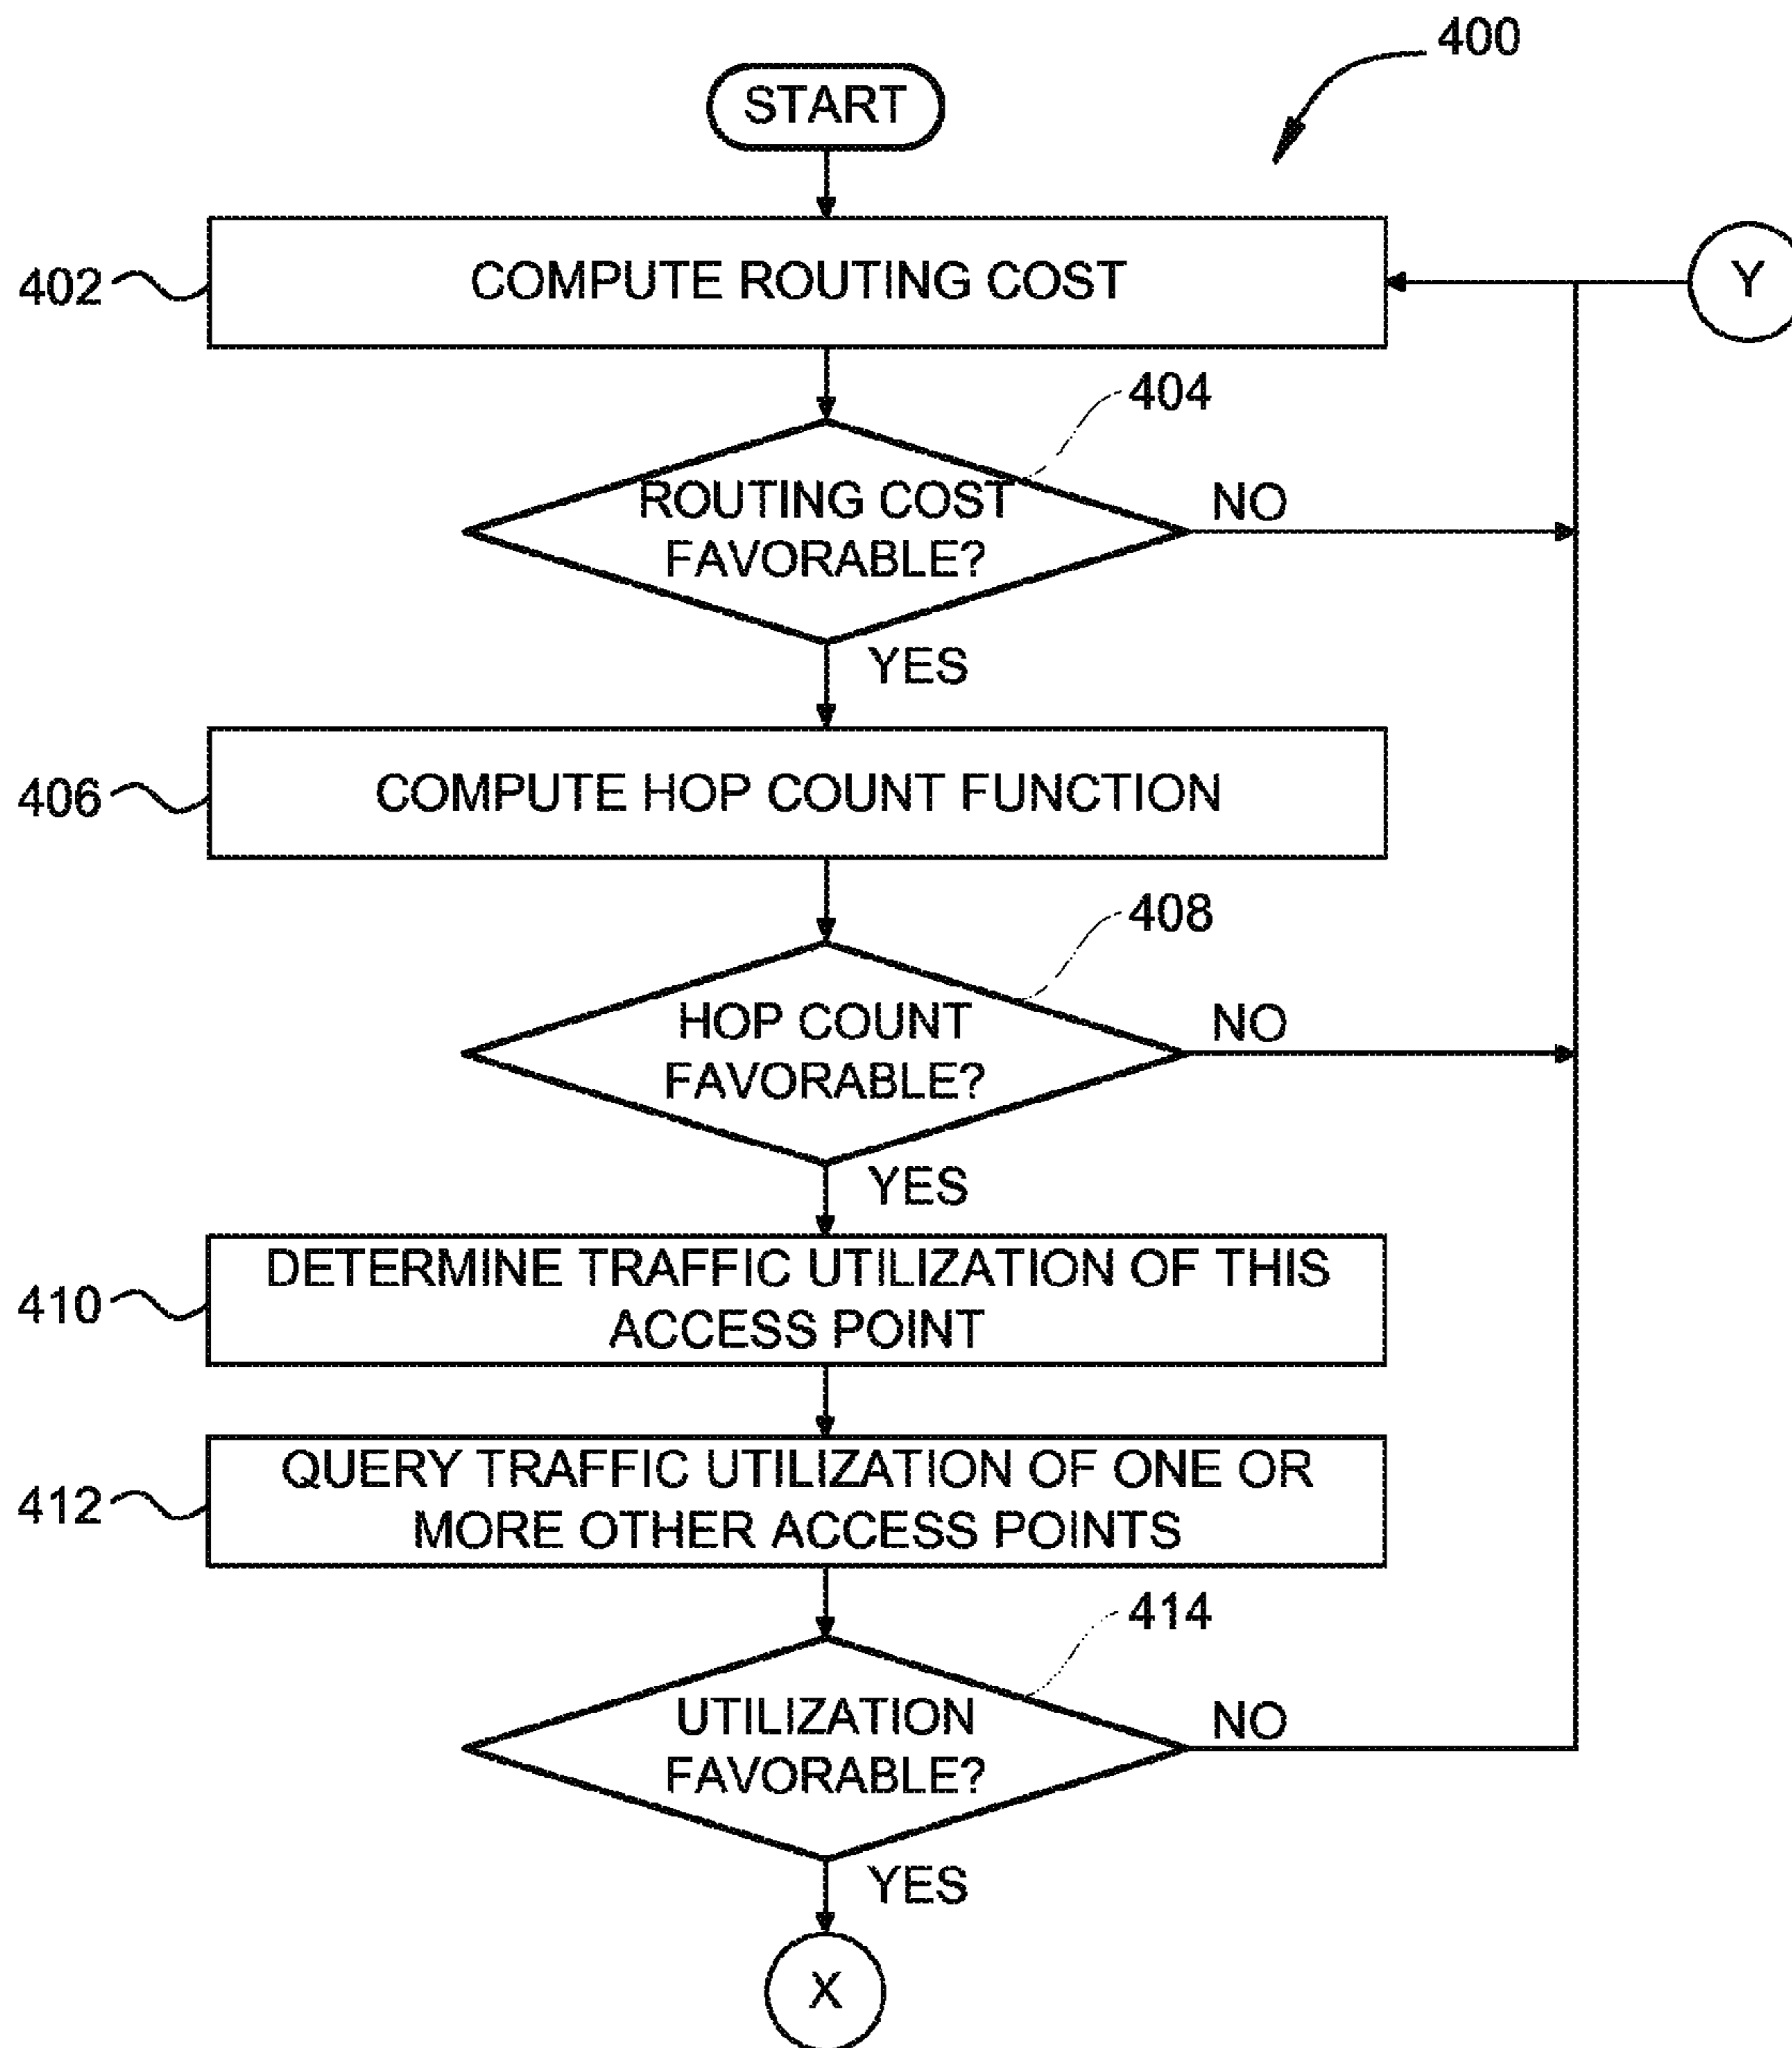 400
START
402
COMPUTE ROUTING COST
Y
404
ROUTING COST
FAVORABLE?
NO
YES
406
COMPUTE HOP COUNT FUNCTION
408
HOP COUNT
FAVORABLE?
NO
YES
410
DETERMINE TRAFFIC UTILIZATION OF THIS
ACCESS POINT
412
QUERY TRAFFIC UTILIZATION OF ONE OR
MORE OTHER ACCESS POINTS
414
UTILIZATION
FAVORABLE?
NO
YES
X